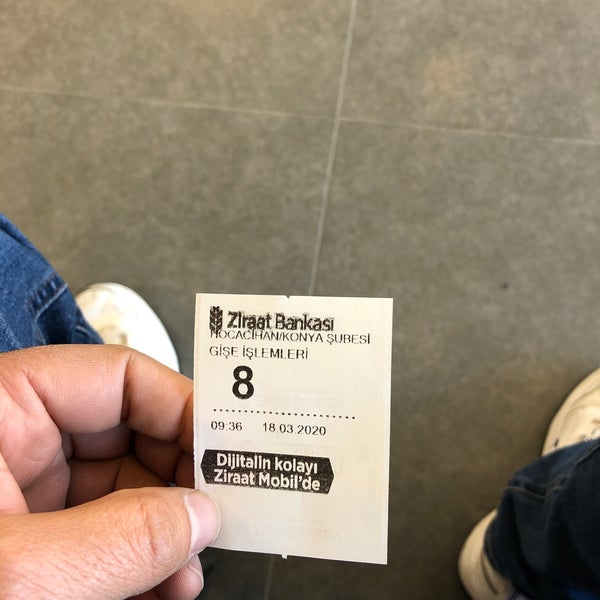 Ziraat Bankası
HOCACİHAN/KONYA ŞUBESİ
GİŞE İŞLEMLERİ
8
09:36 18.03.2020
Dijitalin kolayı
Ziraat Mobil'de